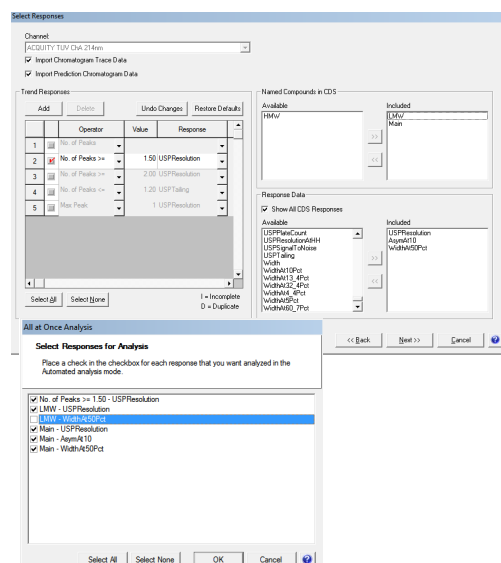 Select Responses
Channel:
ACQUITY TUV ChA 214nm
Import Chromatogram Trace Data
Import Prediction Chromatogram Data
Trend Responses
Add Delete Undo Changes Restore Defaults
Operator Value Response
1 No. of Peaks
2 No. of Peaks >= 1.50 USPResolution
3 No. of Peaks >= 2.00 USPResolution
4 No. of Peaks <= 1.20 USPTailing
5 Max Peak 1 USPResolution
Select All Select None
I = Incomplete
D = Duplicate
Named Compounds in CDS
Available Included
HMW
LMW
Main
>>
<<
Response Data
Show All CDS Responses
Available Included
USPPlateCount
USPResolutionAtHH
USPSignalToNoise
USPTailing
Width
WidthAt10Pct
WidthAt13_4Pct
WidthAt32_4Pct
WidthAt4_4Pct
WidthAt5Pct
WidthAt60_7Pct
>>
<<
USPResolution
AsymAt10
WidthAt50Pct
<< Back Next >> Cancel
All at Once Analysis
Select Responses for Analysis
Place a check in the checkbox for each response that you want analyzed in the
Automated analysis mode.
No. of Peaks >= 1.50 - USPResolution
LMW - USPResolution
LMW - WidthAt50Pct
Main - USPResolution
Main - AsymAt10
Main - WidthAt50Pct
Select All Select None OK Cancel